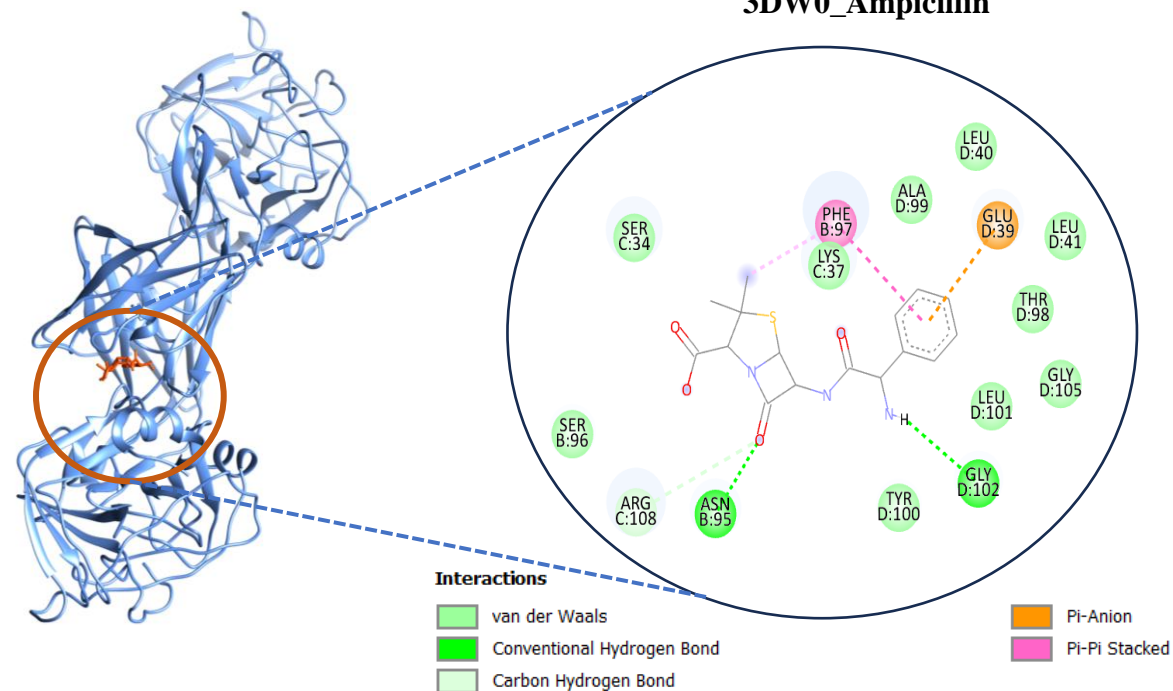 3DW0_Ampicillin
LEU
D:40
ALA
D:99
PHE
B:97
GLU
D:39
SER
C:34
LEU
D:41
LYS
C:37
THR
D:98
S
O
O
GLY
D:105
N
O
N
LEU
D:101
N
H
SER
B:96
O
GLY
D:102
ARG
C:108
ASN
B:95
TYR
D:100
Interactions
van der Waals
Conventional Hydrogen Bond
Carbon Hydrogen Bond
Pi-Anion
Pi-Pi Stacked